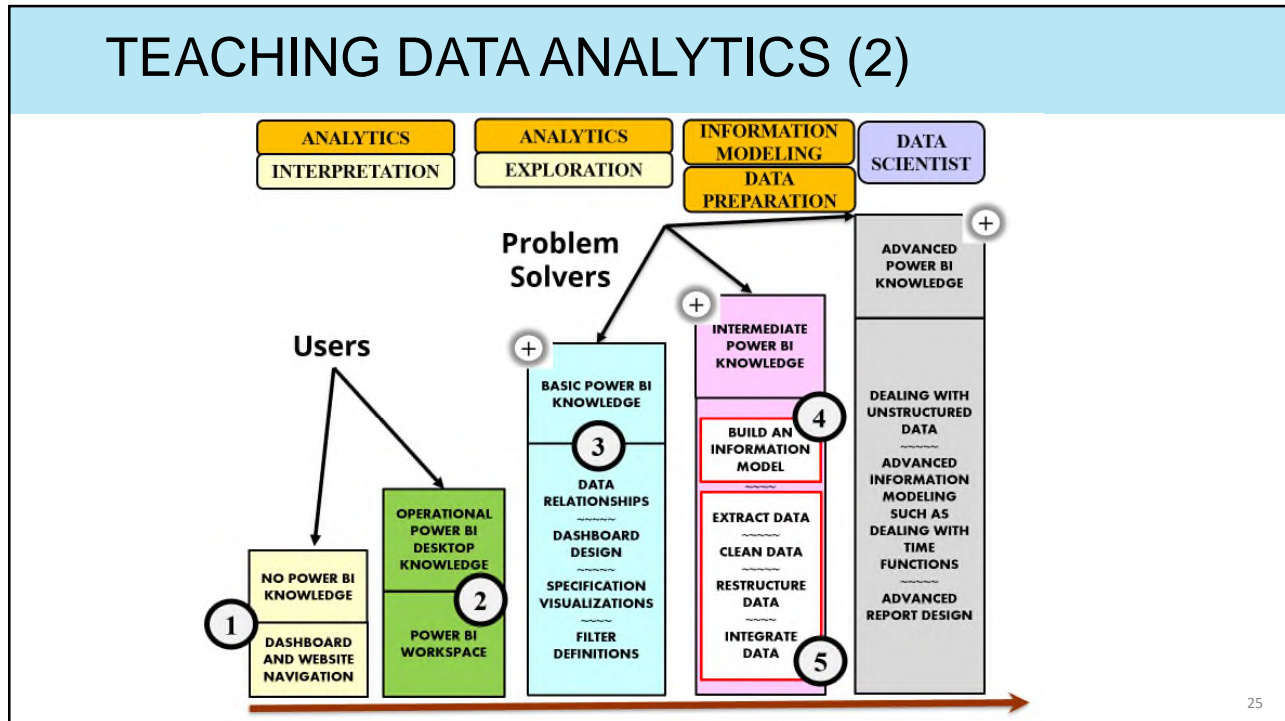 TEACHING DATA ANALYTICS (2)
ANALYTICS
INTERPRETATION
ANALYTICS
EXPLORATION
INFORMATION
MODELING
DATA
PREPARATION
DATA
SCIENTIST
Users
Problem
Solvers
1
NO POWER BI
KNOWLEDGE
DASHBOARD
AND WEBSITE
NAVIGATION
2
OPERATIONAL
POWER BI
DESKTOP
KNOWLEDGE
POWER BI
WORKSPACE
+
BASIC POWER BI
KNOWLEDGE
3
DATA
RELATIONSHIPS
~~~~~
DASHBOARD
DESIGN
~~~~~
SPECIFICATION
VISUALIZATIONS
~~~~
FILTER
DEFINITIONS
+
INTERMEDIATE
POWER BI
KNOWLEDGE
4
BUILD AN
INFORMATION
MODEL
~~~~
EXTRACT DATA
~~~~~
CLEAN DATA
~~~~~
RESTRUCTURE
DATA
~~~~
INTEGRATE
DATA
5
+
ADVANCED
POWER BI
KNOWLEDGE
DEALING WITH
UNSTRUCTURED
DATA
~~~~~
ADVANCED
INFORMATION
MODELING
SUCH AS
DEALING WITH
TIME
FUNCTIONS
~~~~~
ADVANCED
REPORT DESIGN
25